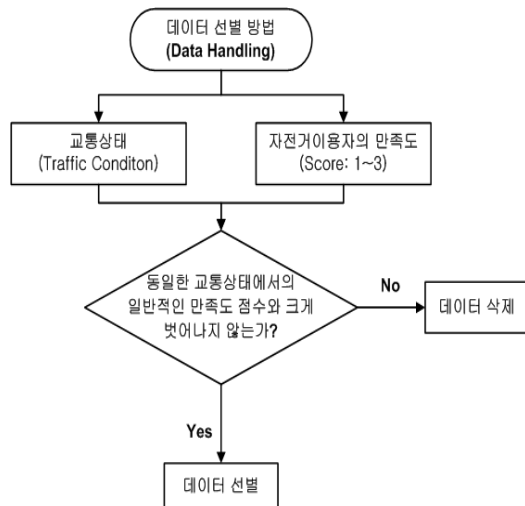 데이터 선별 방법
(Data Handling)
교통상태
(Traffic Conditon)
자전거이용자의 만족도
(Score: 1~3)
동일한 교통상태에서의
일반적인 만족도 점수와 크게
벗어나지 않는가?
No
데이터 삭제
Yes
데이터 선별